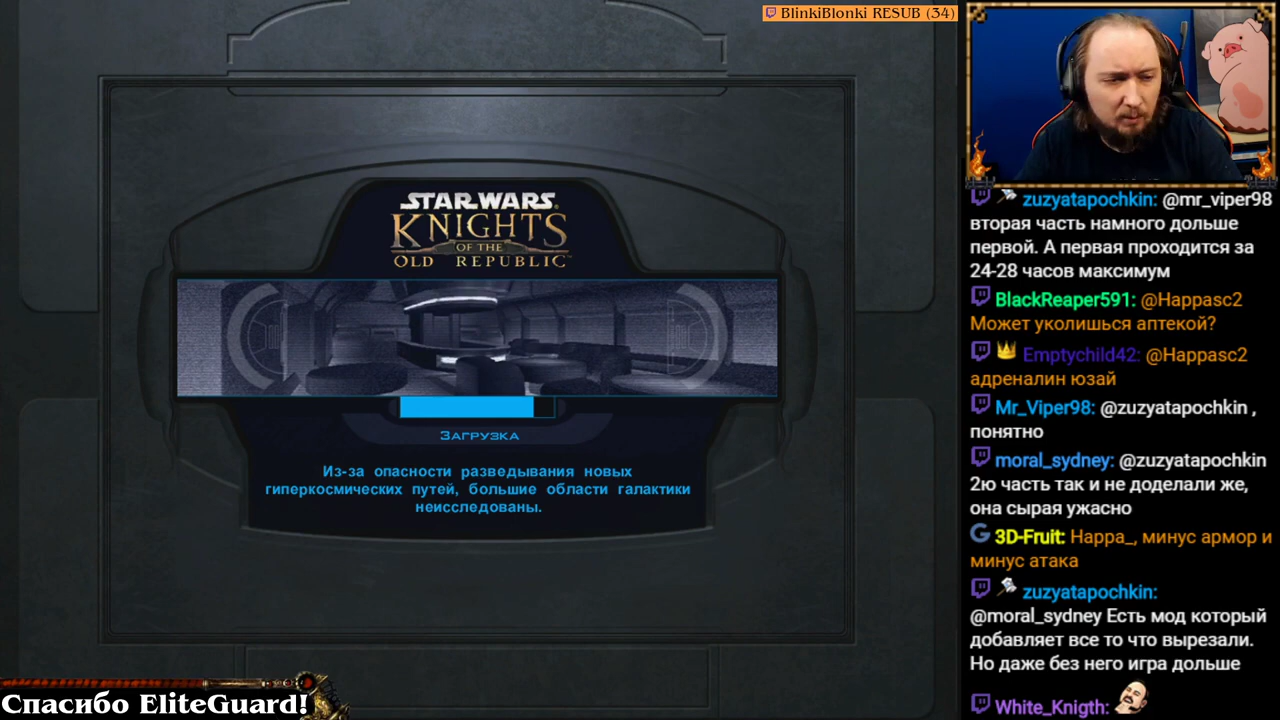 BlinkiBlonki RESUB (34)
STAR WARS
KNIGHTS
OF THE
OLD REPUBLIC
ЗАГРУЗКА
Из-за опасности разведывания новых
гиперкосмических путей, большие области галактики
неисследованы.
Спасибо EliteGuard!
zuzyatapochkin: @mr_viper98
вторая часть намного дольше
первой. А первая проходится за
24-28 часов максимум
BlackReaper591: @Happasc2
Может уколишься аптекой?
Emptychild42: @Happasc2
адреналин юзай
Mr_Viper98: @zuzyatapochkin ,
понятно
moral_sydney: @zuzyatapochkin
2ю часть так и не доделали же,
она сырая ужасно
3D-Fruit: Happa_, минус армор и
минус атака
zuzyatapochkin:
@moral_sydney Есть мод который
добавляет все то что вырезали.
Но даже без него игра дольше
White_Knigth: